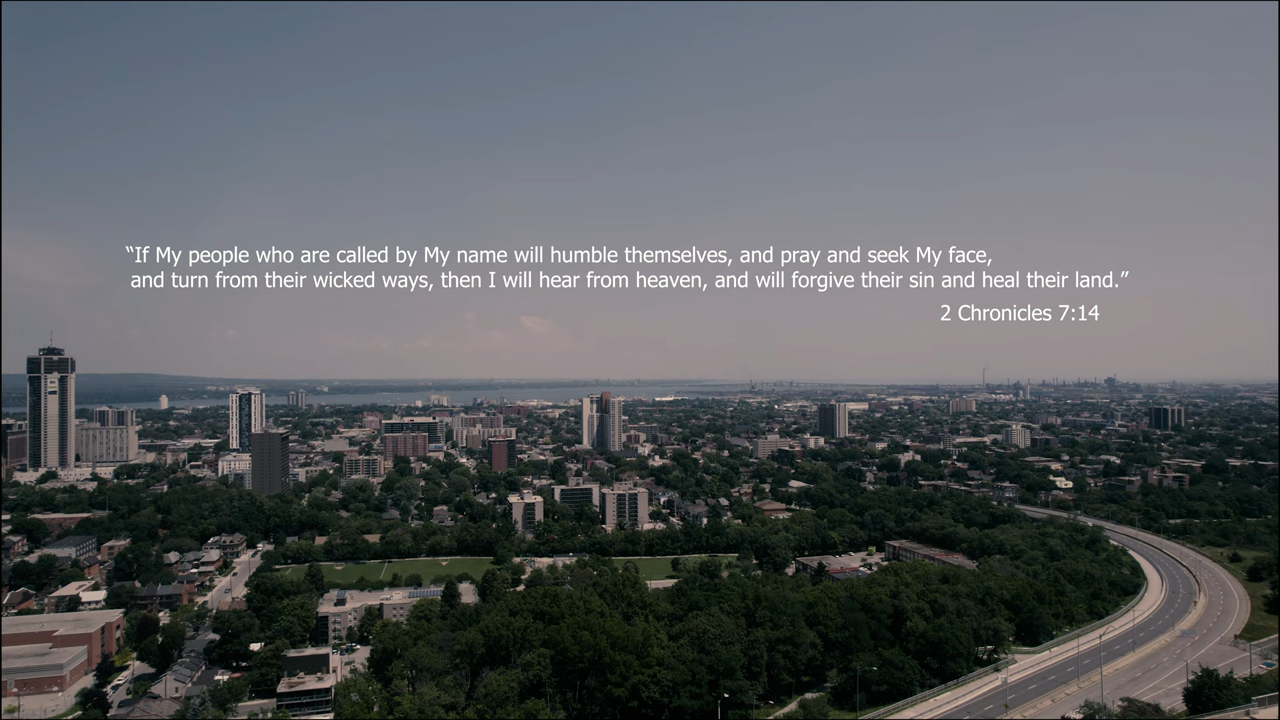 “If My people who are called by My name will humble themselves, and pray and seek My face,
and turn from their wicked ways, then I will hear from heaven, and will forgive their sin and heal their land.”
2 Chronicles 7:14